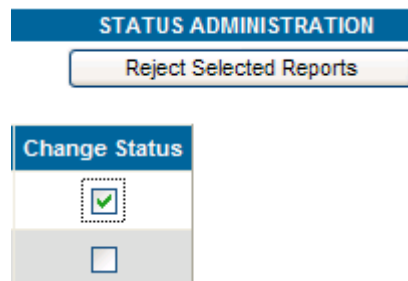 STATUS ADMINISTRATION
Reject Selected Reports
Change Status